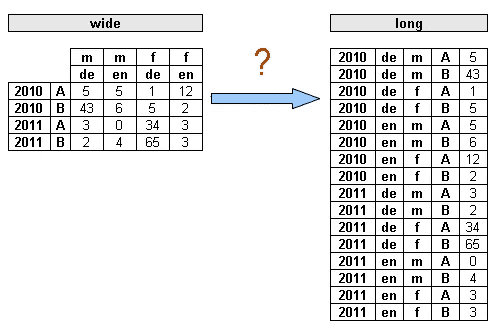 wide
m m f f
de en de en
2010 A 5 5 1 12
2010 B 43 6 5 2
2011 A 3 0 34 3
2011 B 2 4 65 3
?
long
2010 de m A 5
2010 de m B 43
2010 de f A 1
2010 de f B 5
2010 en m A 5
2010 en m B 6
2010 en f A 12
2010 en f B 2
2011 de m A 3
2011 de m B 2
2011 de f A 34
2011 de f B 65
2011 en m A 0
2011 en m B 4
2011 en f A 3
2011 en f B 3